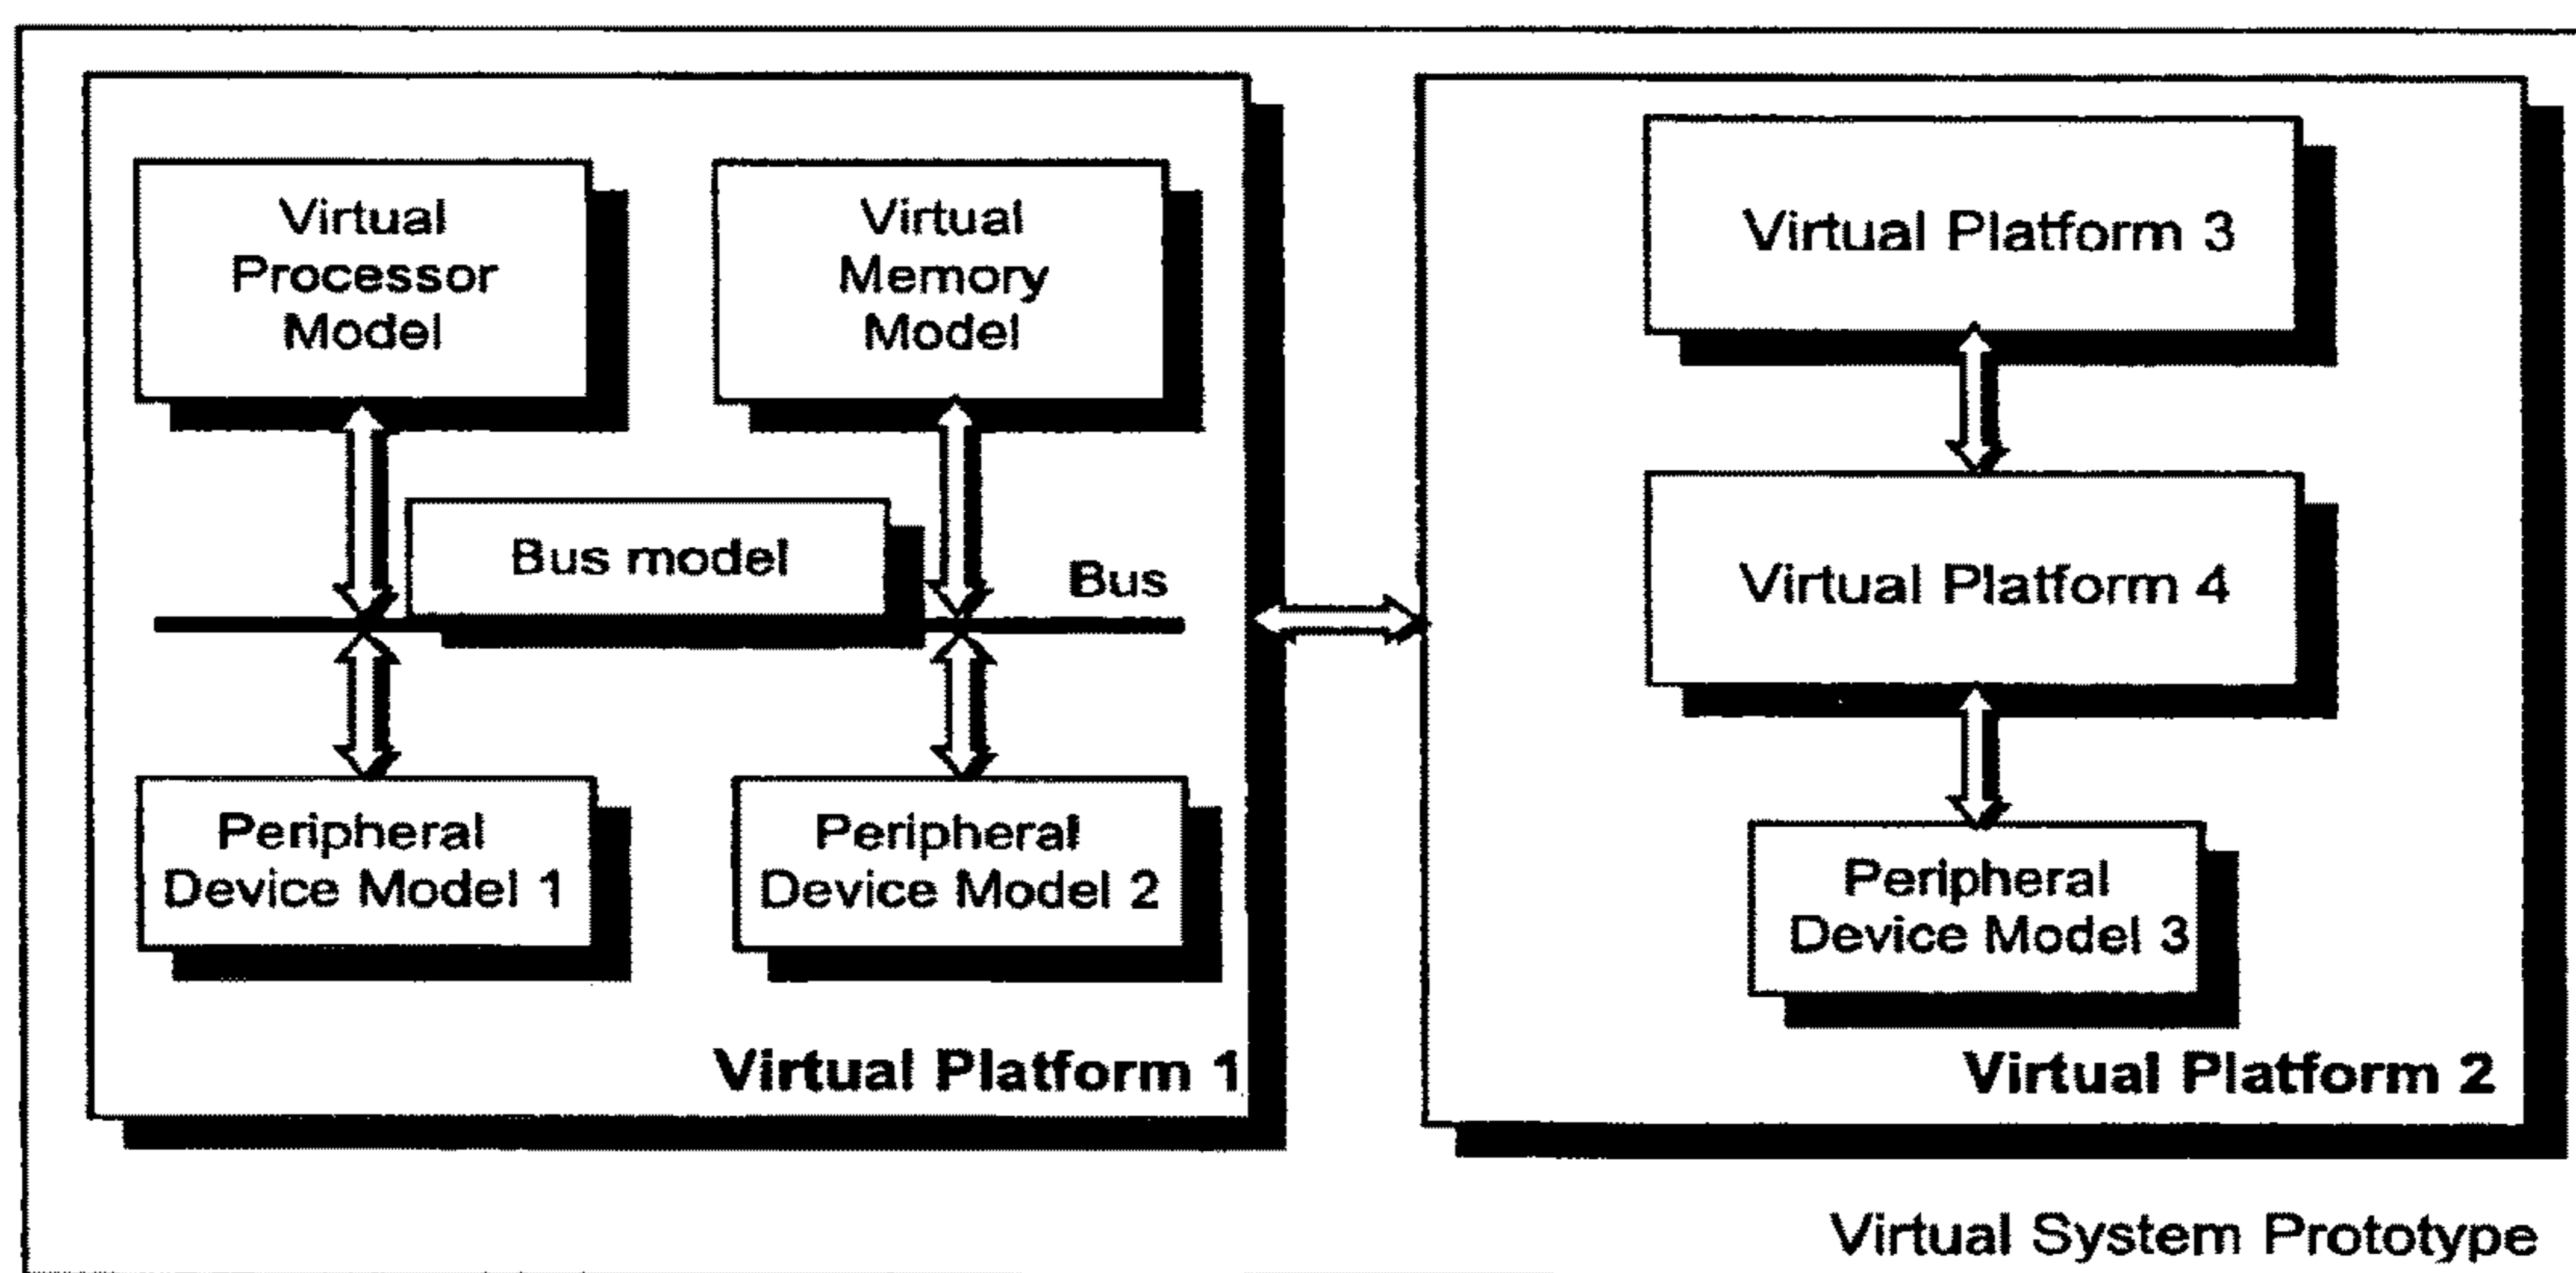 Virtual
Processor
Model
Virtual
Memory
Model
Bus model
Bus
Peripheral
Device Model 1
Peripheral
Device Model 2
Virtual Platform 1
Virtual Platform 3
Virtual Platform 4
Peripheral
Device Model 3
Virtual Platform 2
Virtual System Prototype